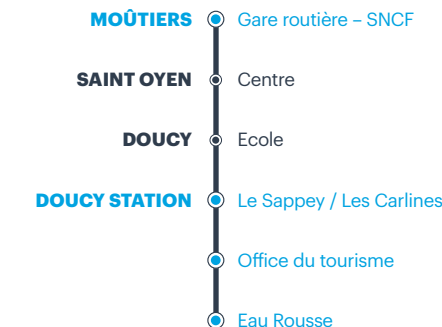 MOÛTIERS Gare routière – SNCF
SAINT OYEN Centre
DOUCY Ecole
DOUCY STATION Le Sappey / Les Carlines
Office du tourisme
Eau Rousse